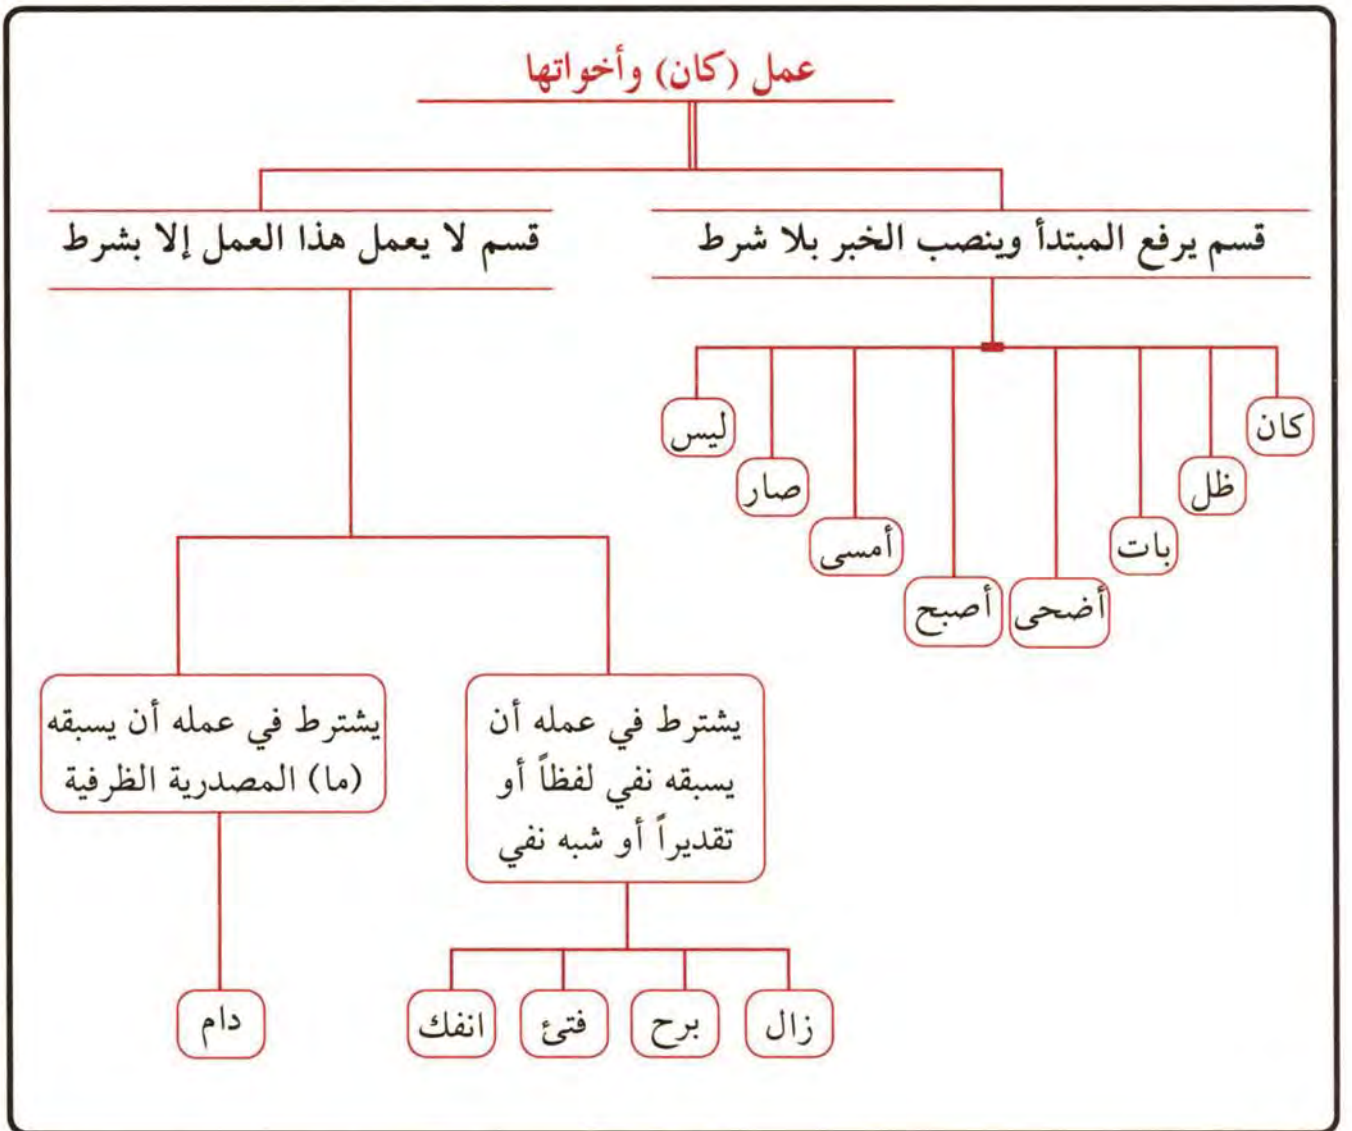 عمل (كان) وأخواتها
قسم يرفع المبتدأ وينصب الخبر بلا شرط
قسم لا يعمل هذا العمل إلا بشرط
كان
ظل
بات
أضحى
أصبح
أمسى
صار
ليس
يشترط في عمله أن
يسبقه نفي لفظاً أو
تقديراً أو شبه نفي
يشترط في عمله أن يسبقه
(ما) المصدرية الظرفية
زال
برح
فتئ
انفك
دام